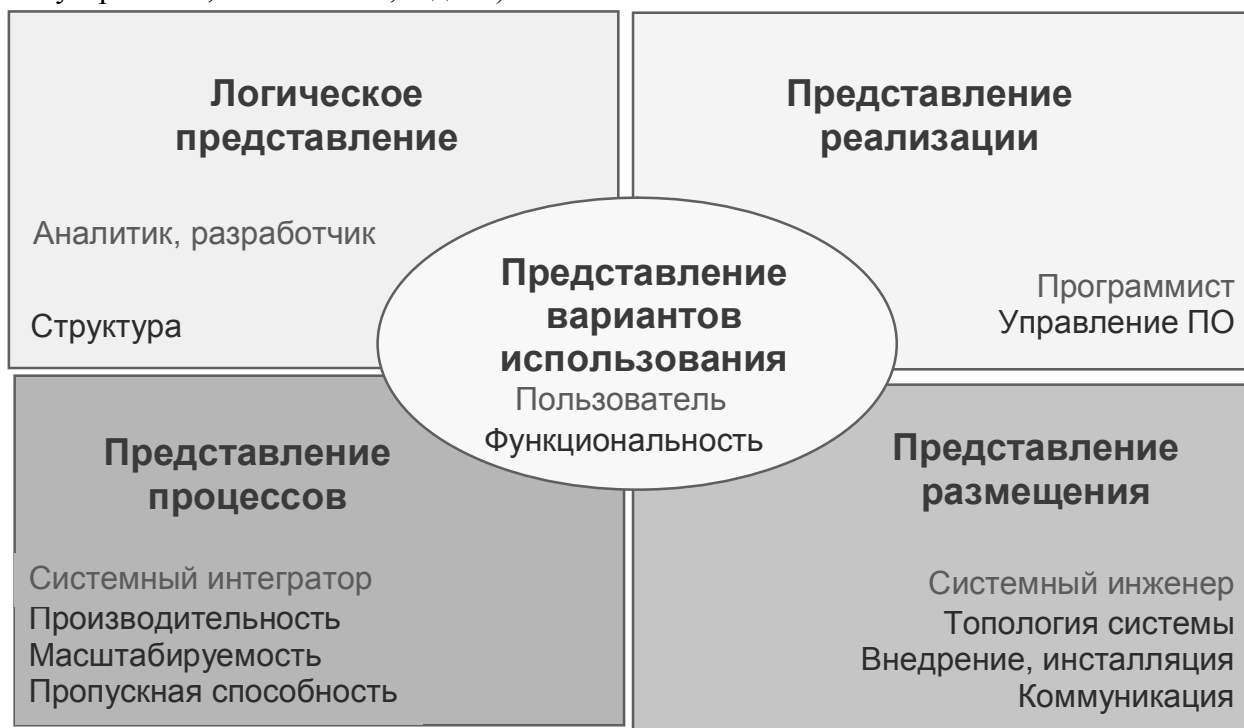 Логическое
представление
Аналитик, разработчик
Структура
Представление
реализации
Программист
Управление ПО
Представление
вариантов
использования
Пользователь
Функциональность
Представление
процессов
Системный интегратор
Производительность
Масштабируемость
Пропускная способность
Представление
размещения
Системный инженер
Топология системы
Внедрение, инсталляция
Коммуникация